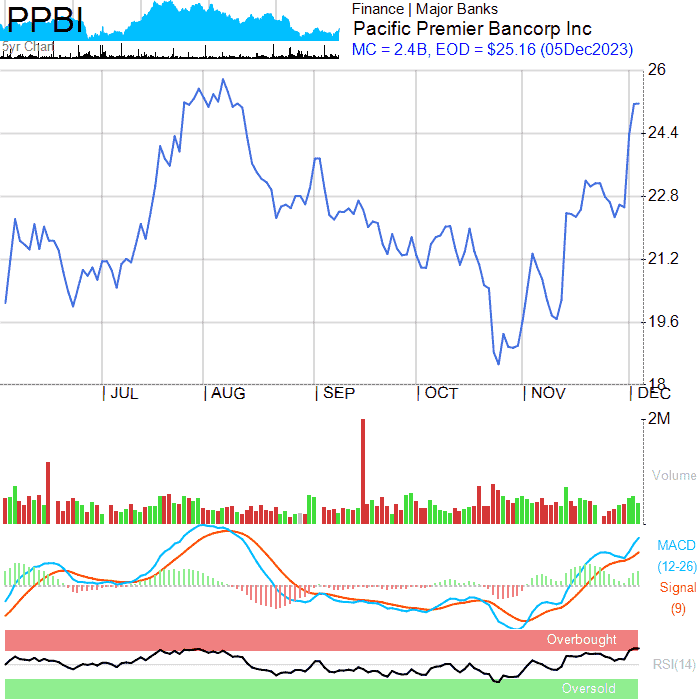 PPBI
5yr Chart
Finance | Major Banks
Pacific Premier Bancorp Inc
MC = 2.4B, EOD = $25.16 (05Dec2023)
26
24.4
22.8
21.2
19.6
18
| JUL | AUG | SEP | OCT | NOV | DEC
2M
Volume
MACD
(12-26)
Signal
(9)
Overbought
RSI(14)
Oversold